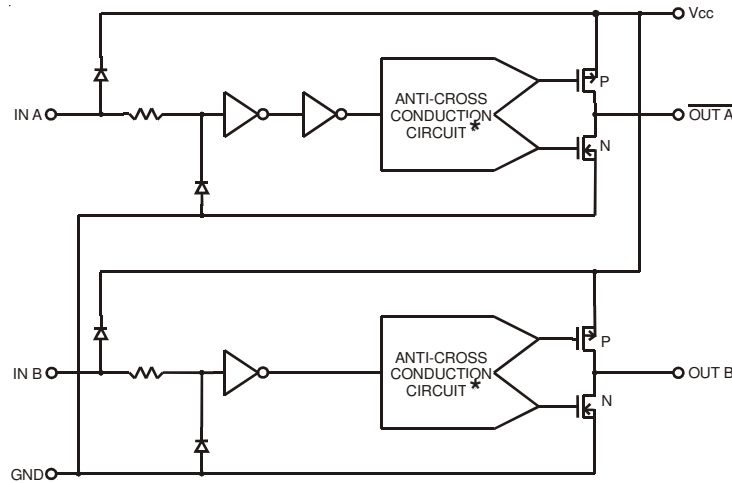 Vcc
P
IN A
ANTI-CROSS
CONDUCTION
CIRCUIT *
OUT A
N
P
IN B
ANTI-CROSS
CONDUCTION
CIRCUIT *
OUT B
N
GND